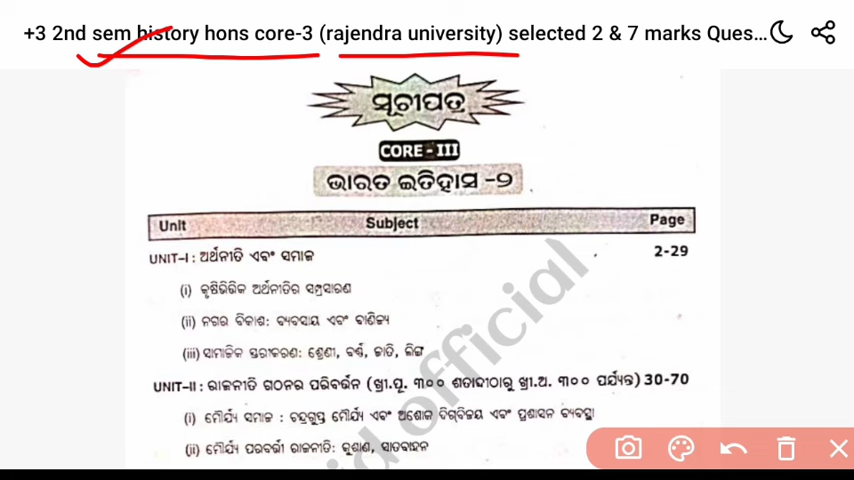 +3 2nd sem history hons core-3 (rajendra university) selected 2 & 7 marks Ques...
ସୂଚୀପତ୍ର
CORE - III
ଭାରତ ଇତିହାସ -୨
Unit Subject Page
UNIT-I : ଅର୍ଥନୀତି ଏବଂ ସମାଜ 2-29
(i) କୃଷିଭିତ୍ତିକ ଅର୍ଥନୀତିର ସମ୍ପ୍ରସାରଣ
(ii) ନଗର ବିକାଶ: ବ୍ୟବସାୟ ଏବଂ ବାଣିଜ୍ୟ
(iii) ସାମାଜିକ ସ୍ତରୀକରଣ: ଶ୍ରେଣୀ, ବର୍ଣ୍ଣ, ଜାତି, ଲିଙ୍ଗ
UNIT-II : ରାଜନୀତି ଗଠନର ପରିବର୍ତ୍ତନ (ଖ୍ରୀ.ପୂ. ୩୦୦ ଶତାବ୍ଦୀଠାରୁ ଖ୍ରୀ.ଅ. ୩୦୦ ପର୍ଯ୍ୟନ୍ତ) 30-70
(i) ମୌର୍ଯ୍ୟ ସମାଜ : ଚନ୍ଦ୍ରଗୁପ୍ତ ମୌର୍ଯ୍ୟ ଏବଂ ଅଶୋକ ଦିଗ୍‌ବିଜୟ ଏବଂ ପ୍ରଶାସନ ବ୍ୟବସ୍ଥା
(ii) ମୌର୍ଯ୍ୟ ପରବର୍ତ୍ତୀ ରାଜନୀତି: କୁଶାଣ, ସାତବାହନ
official